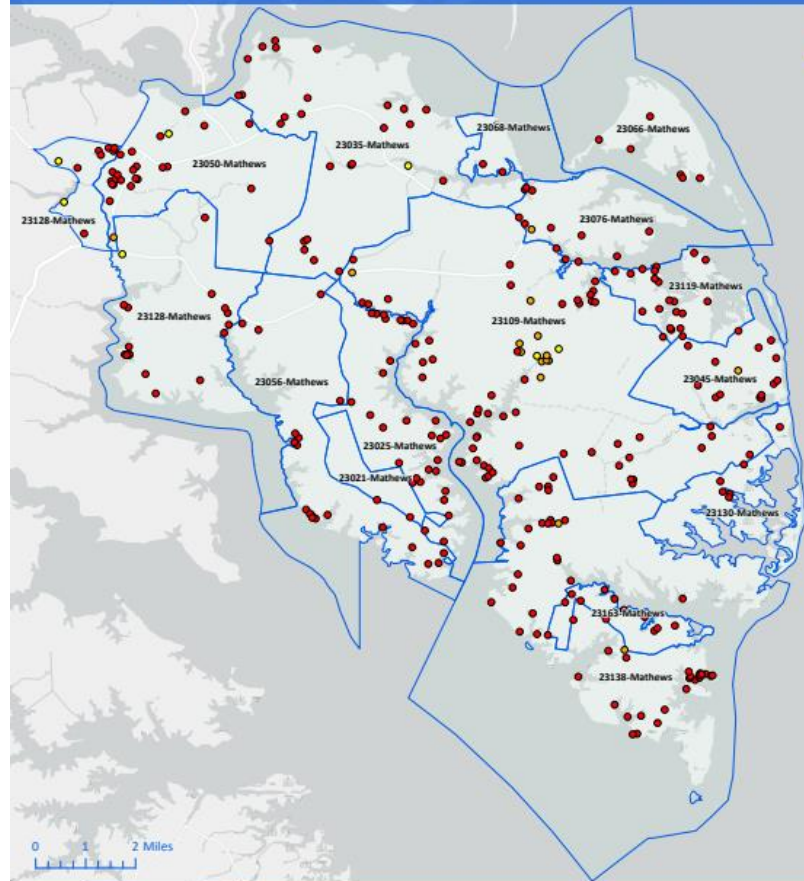 23068-Mathews
23066-Mathews
23035-Mathews
23050-Mathews
23128-Mathews
23076-Mathews
23119-Mathews
23128-Mathews
23109-Mathews
23056-Mathews
23045-Mathews
23025-Mathews
23021-Mathews
23130-Mathews
23163-Mathews
23138-Mathews
0 1 2 Miles